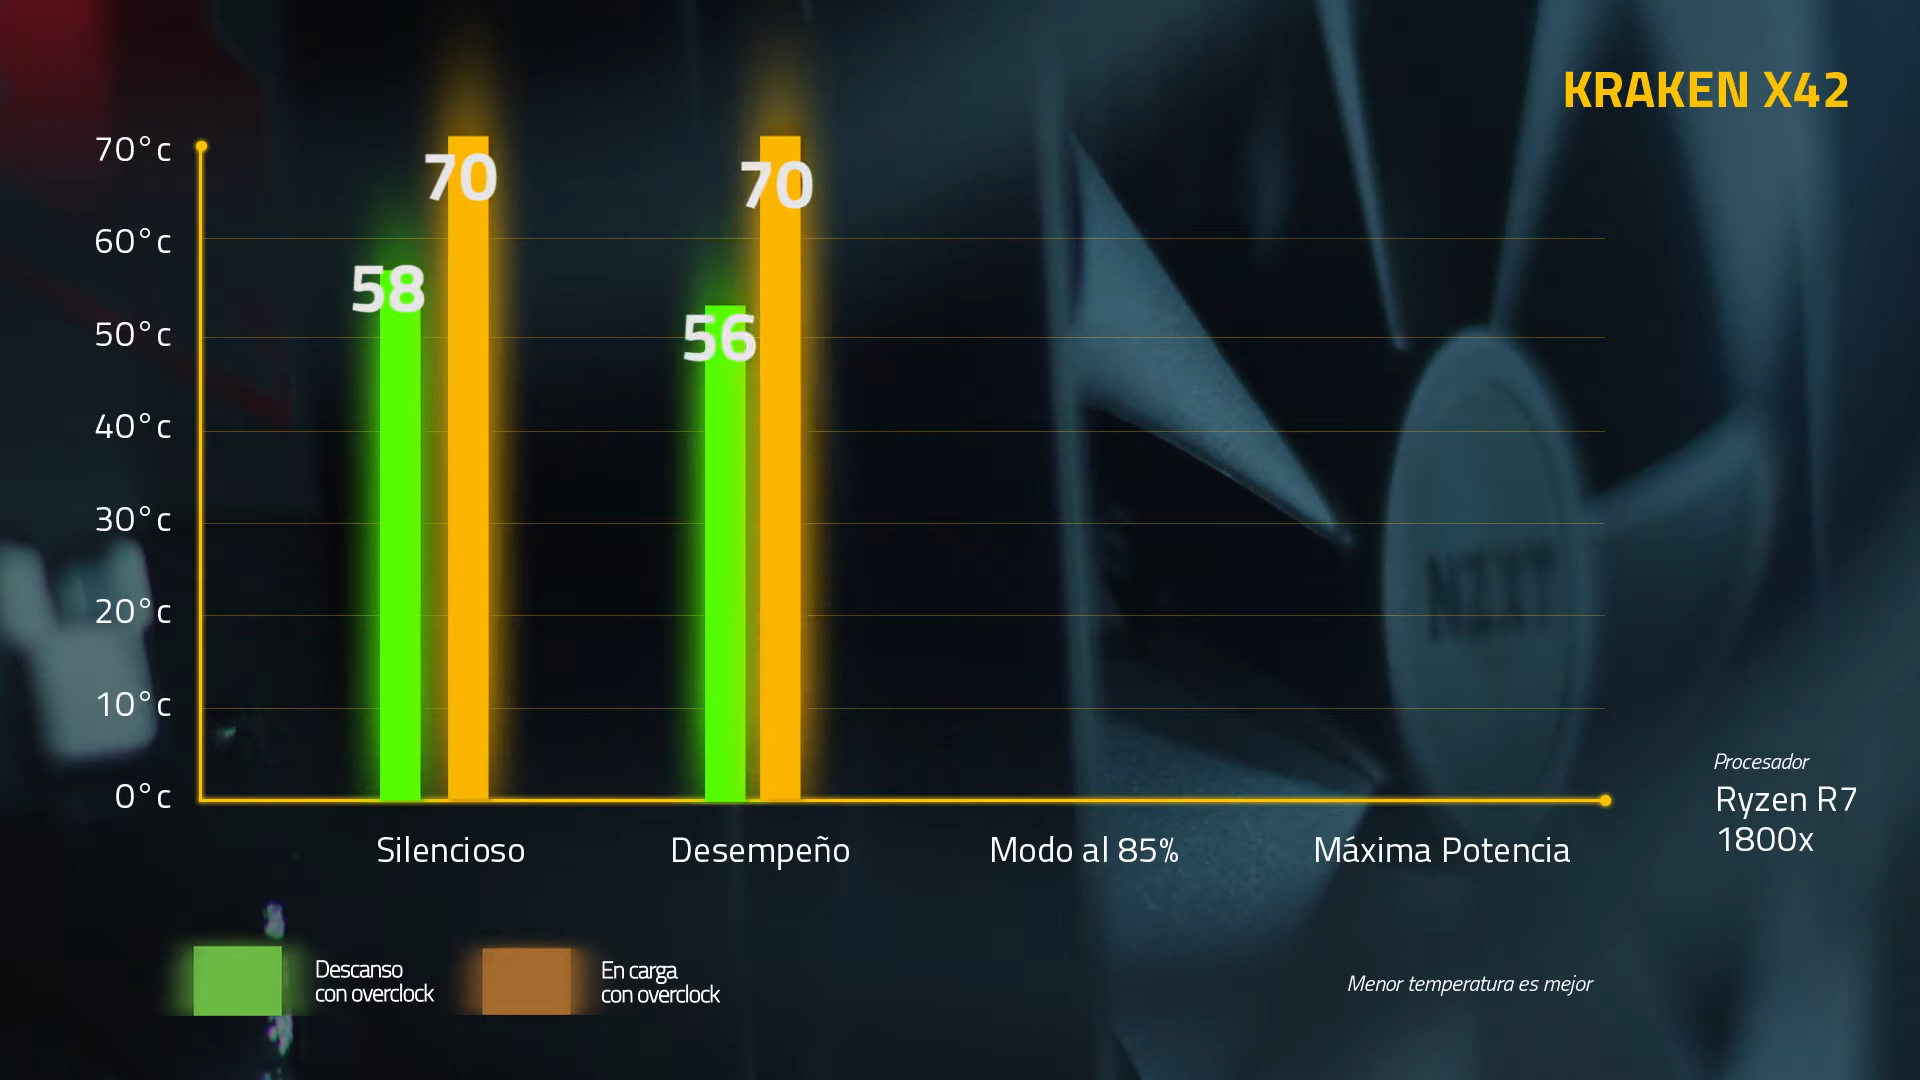 KRAKEN X42
70°c
60°c
50°c
40°c
30°c
20°c
10°c
0°c
58
70
56
70
Silencioso
Desempeño
Modo al 85%
Máxima Potencia
Procesador
Ryzen R7
1800x
Descanso
con overclock
En carga
con overclock
Menor temperatura es mejor
NZXT